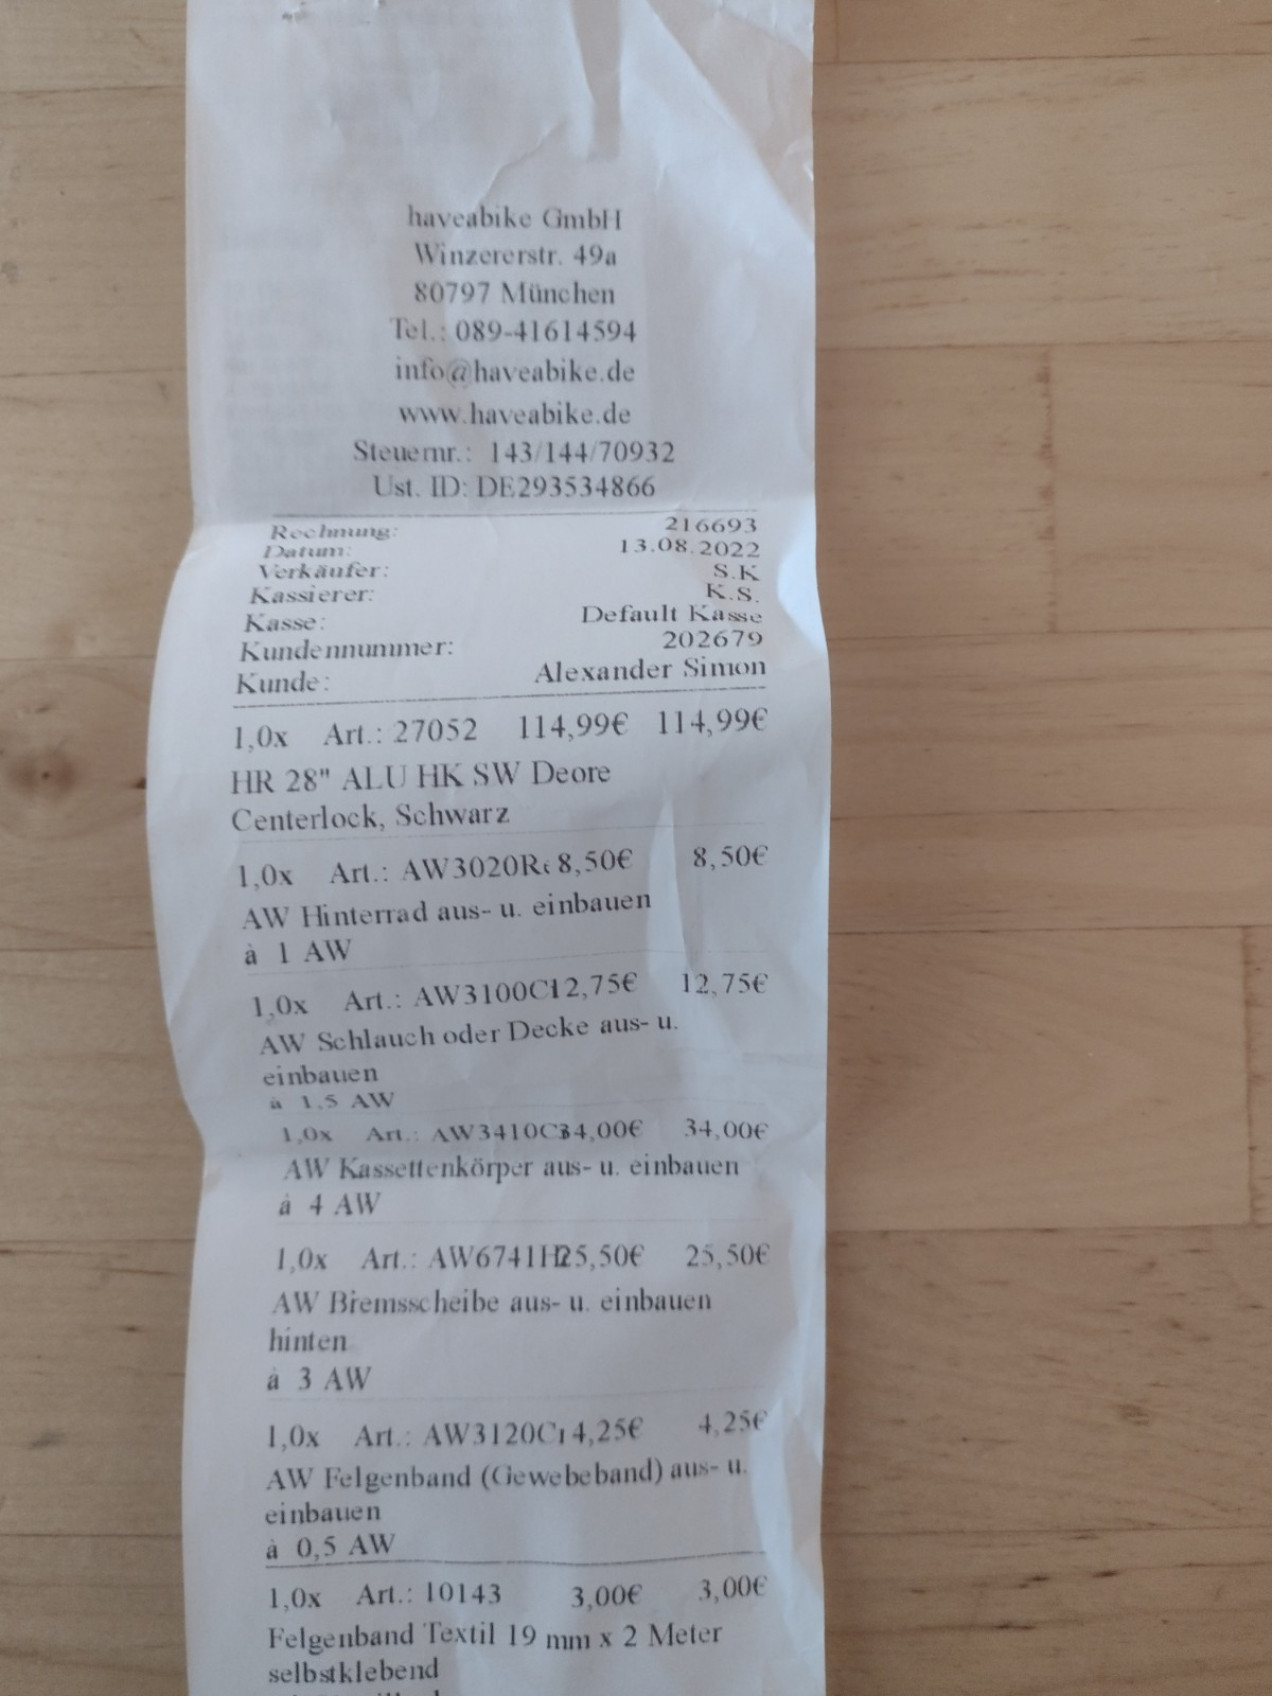 haveabike GmbH
Winzererstr. 49a
80797 München
Tel.: 089-41614594
info@haveabike.de
www.haveabike.de
Steuernr.: 143/144/70932
Ust. ID: DE293534866
Rechnung: 216693
Datum: 13.08.2022
Verkäufer: S.K
Kassierer: K.S.
Kasse: Default Kasse
Kundennummer: 202679
Kunde: Alexander Simon
1,0x Art.: 27052 114,99€ 114,99€
HR 28" ALU HK SW Deore
Centerlock, Schwarz
1,0x Art.: AW3020R 8,50€ 8,50€
AW Hinterrad aus- u. einbauen
à 1 AW
1,0x Art.: AW3100C 12,75€ 12,75€
AW Schlauch oder Decke aus- u.
einbauen
à 1,5 AW
1,0x Art.: AW3410C 34,00€ 34,00€
AW Kassettenkörper aus- u. einbauen
à 4 AW
1,0x Art.: AW6741H 25,50€ 25,50€
AW Bremsscheibe aus- u. einbauen
hinten
à 3 AW
1,0x Art.: AW3120C 4,25€ 4,25€
AW Felgenband (Gewebeband) aus- u.
einbauen
à 0,5 AW
1,0x Art.: 10143 3,00€ 3,00€
Felgenband Textil 19 mm x 2 Meter
selbstklebend